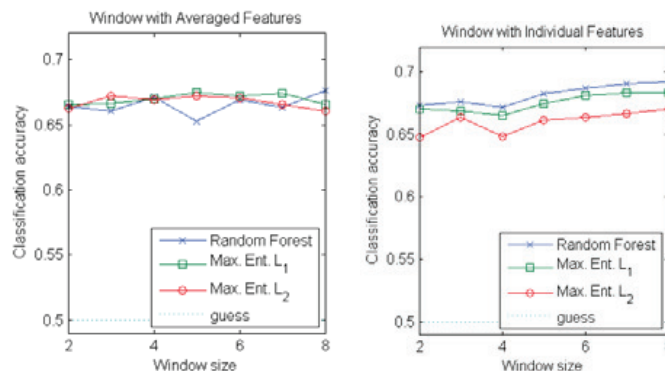 Window with Averaged Features
Classification accuracy
0.7
0.65
0.6
0.55
0.5
2
4
6
8
Window size
Random Forest
Max. Ent. L1
Max. Ent. L2
guess
Window with Individual Features
Classification accuracy
0.7
0.65
0.6
0.55
0.5
2
4
6
8
Window size
Random Forest
Max. Ent. L1
Max. Ent. L2
guess